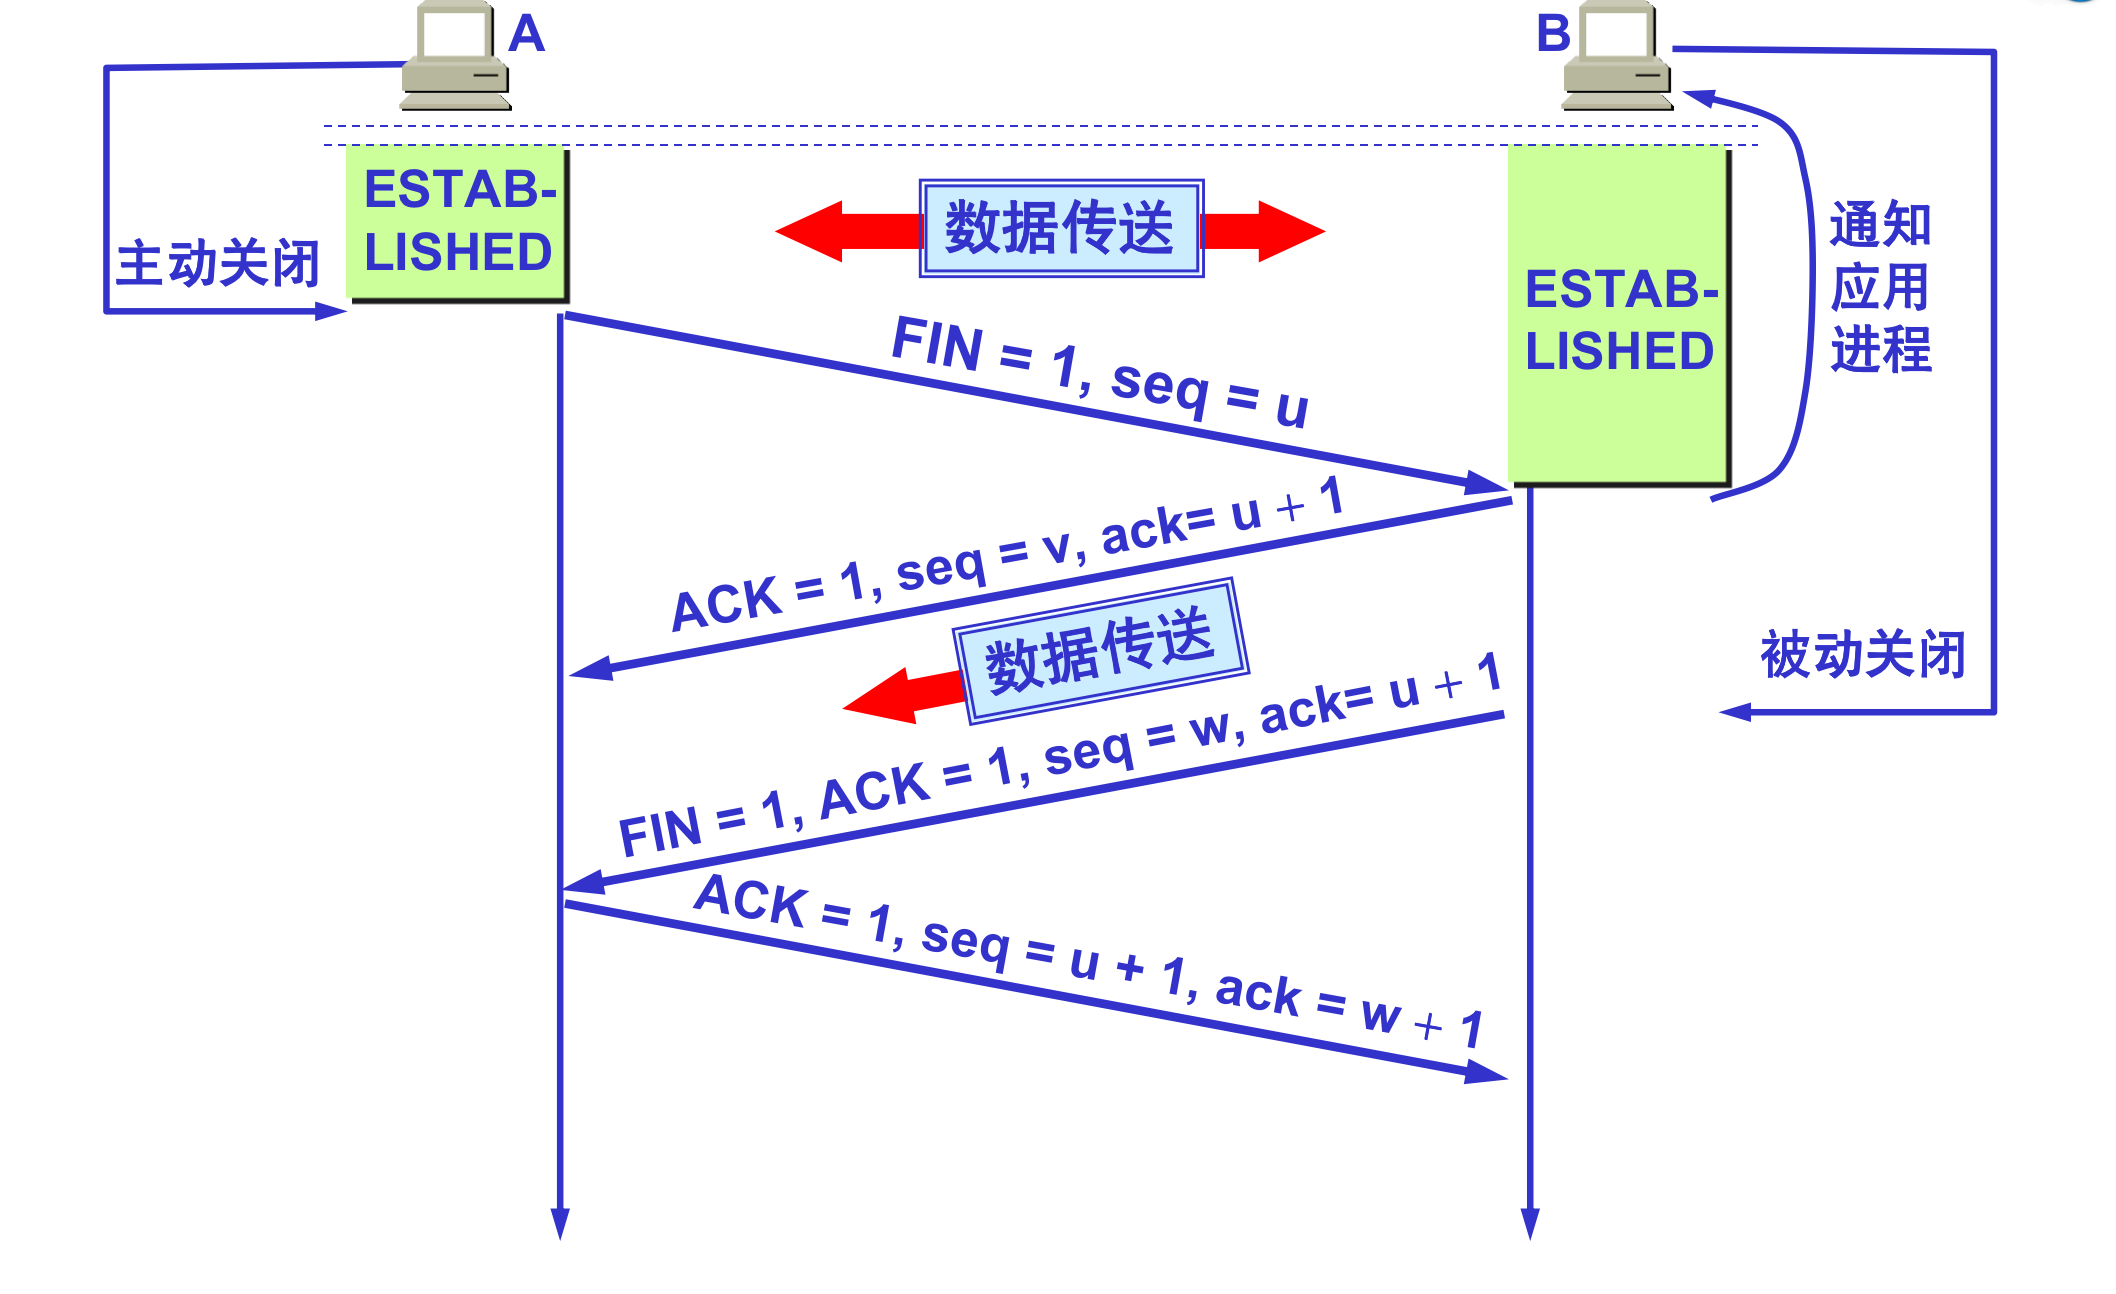 A
B
ESTAB-
LISHED
主动关闭
数据传送
ESTAB-
LISHED
通知
应用
进程
FIN = 1, seq = u
ACK = 1, seq = v, ack= u + 1
数据传送
被动关闭
FIN = 1, ACK = 1, seq = w, ack= u + 1
ACK = 1, seq = u + 1, ack = w + 1